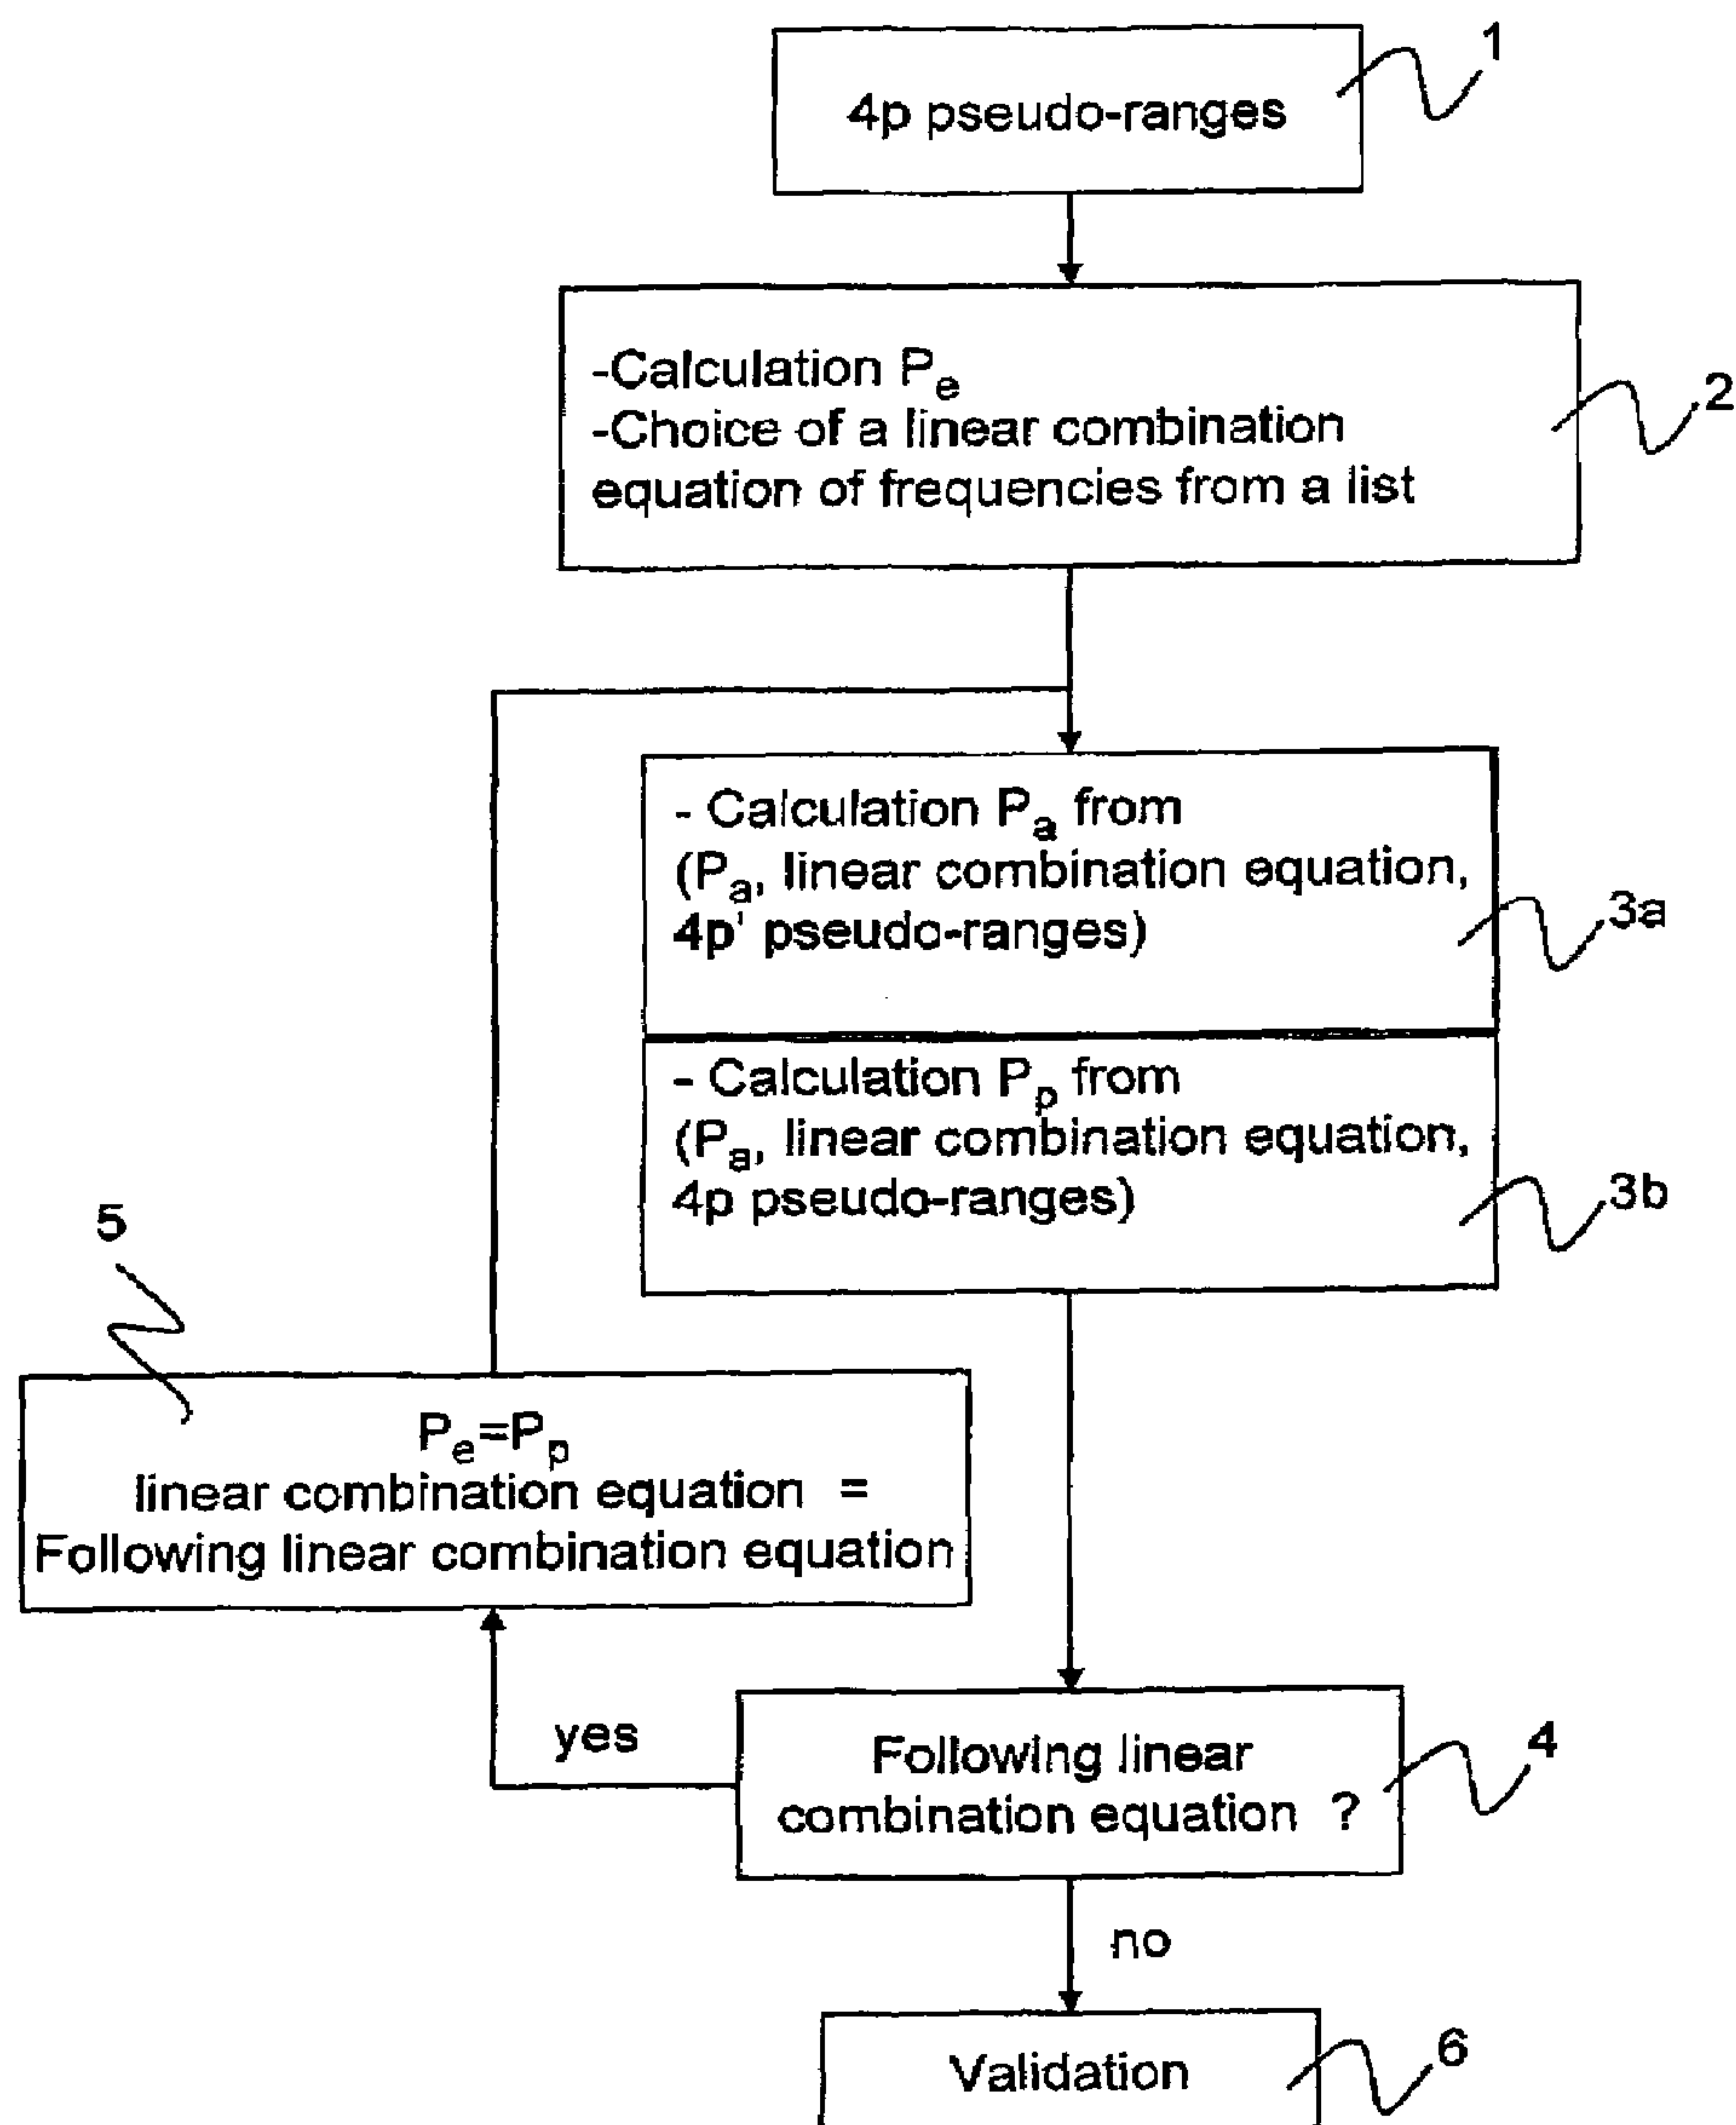 1
4p pseudo-ranges
-Calculation Pe
-Choice of a linear combination
equation of frequencies from a list
2
- Calculation Pa from
(Pa, linear combination equation,
4p' pseudo-ranges)
3a
- Calculation Pp from
(Pa, linear combination equation,
4p pseudo-ranges)
3b
5
Pe=Pp
linear combination equation =
Following linear combination equation
yes
Following linear
combination equation ?
4
no
Validation
6